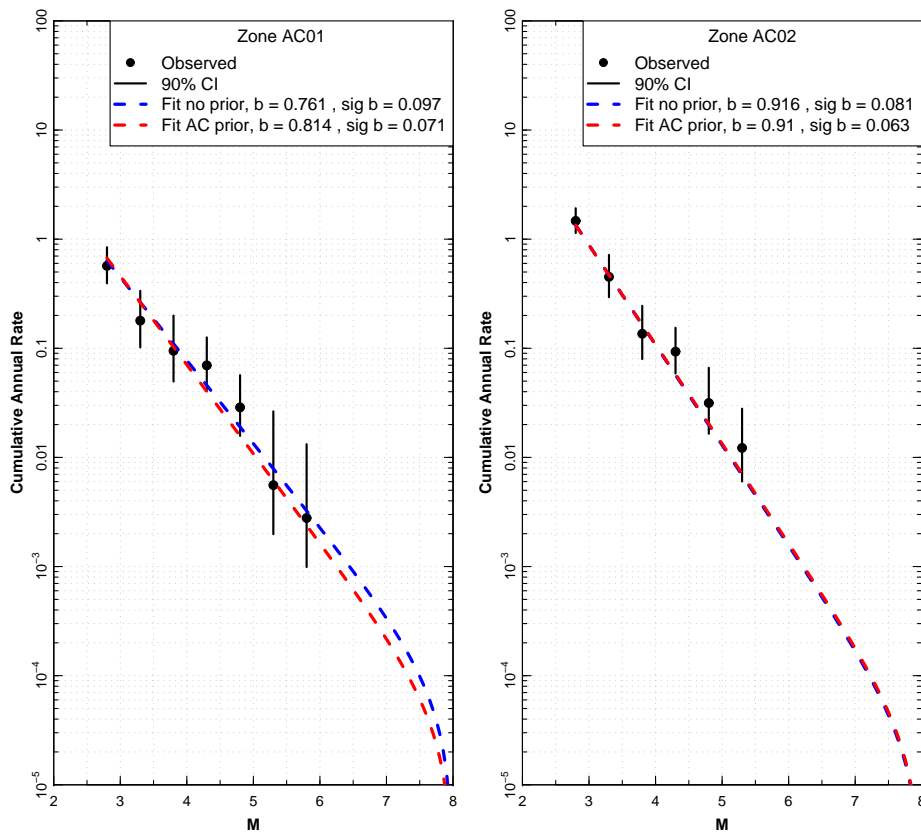 Zone AC01
Observed
90% CI
Fit no prior, b = 0.761 , sig b = 0.097
Fit AC prior, b = 0.814 , sig b = 0.071
100
10
1
0.1
0.01
10⁻³
10⁻⁴
10⁻⁵
Cumulative Annual Rate
2 3 4 5 6 7 8
M
Zone AC02
Observed
90% CI
Fit no prior, b = 0.916 , sig b = 0.081
Fit AC prior, b = 0.91 , sig b = 0.063
100
10
1
0.1
0.01
10⁻³
10⁻⁴
10⁻⁵
Cumulative Annual Rate
2 3 4 5 6 7 8
M